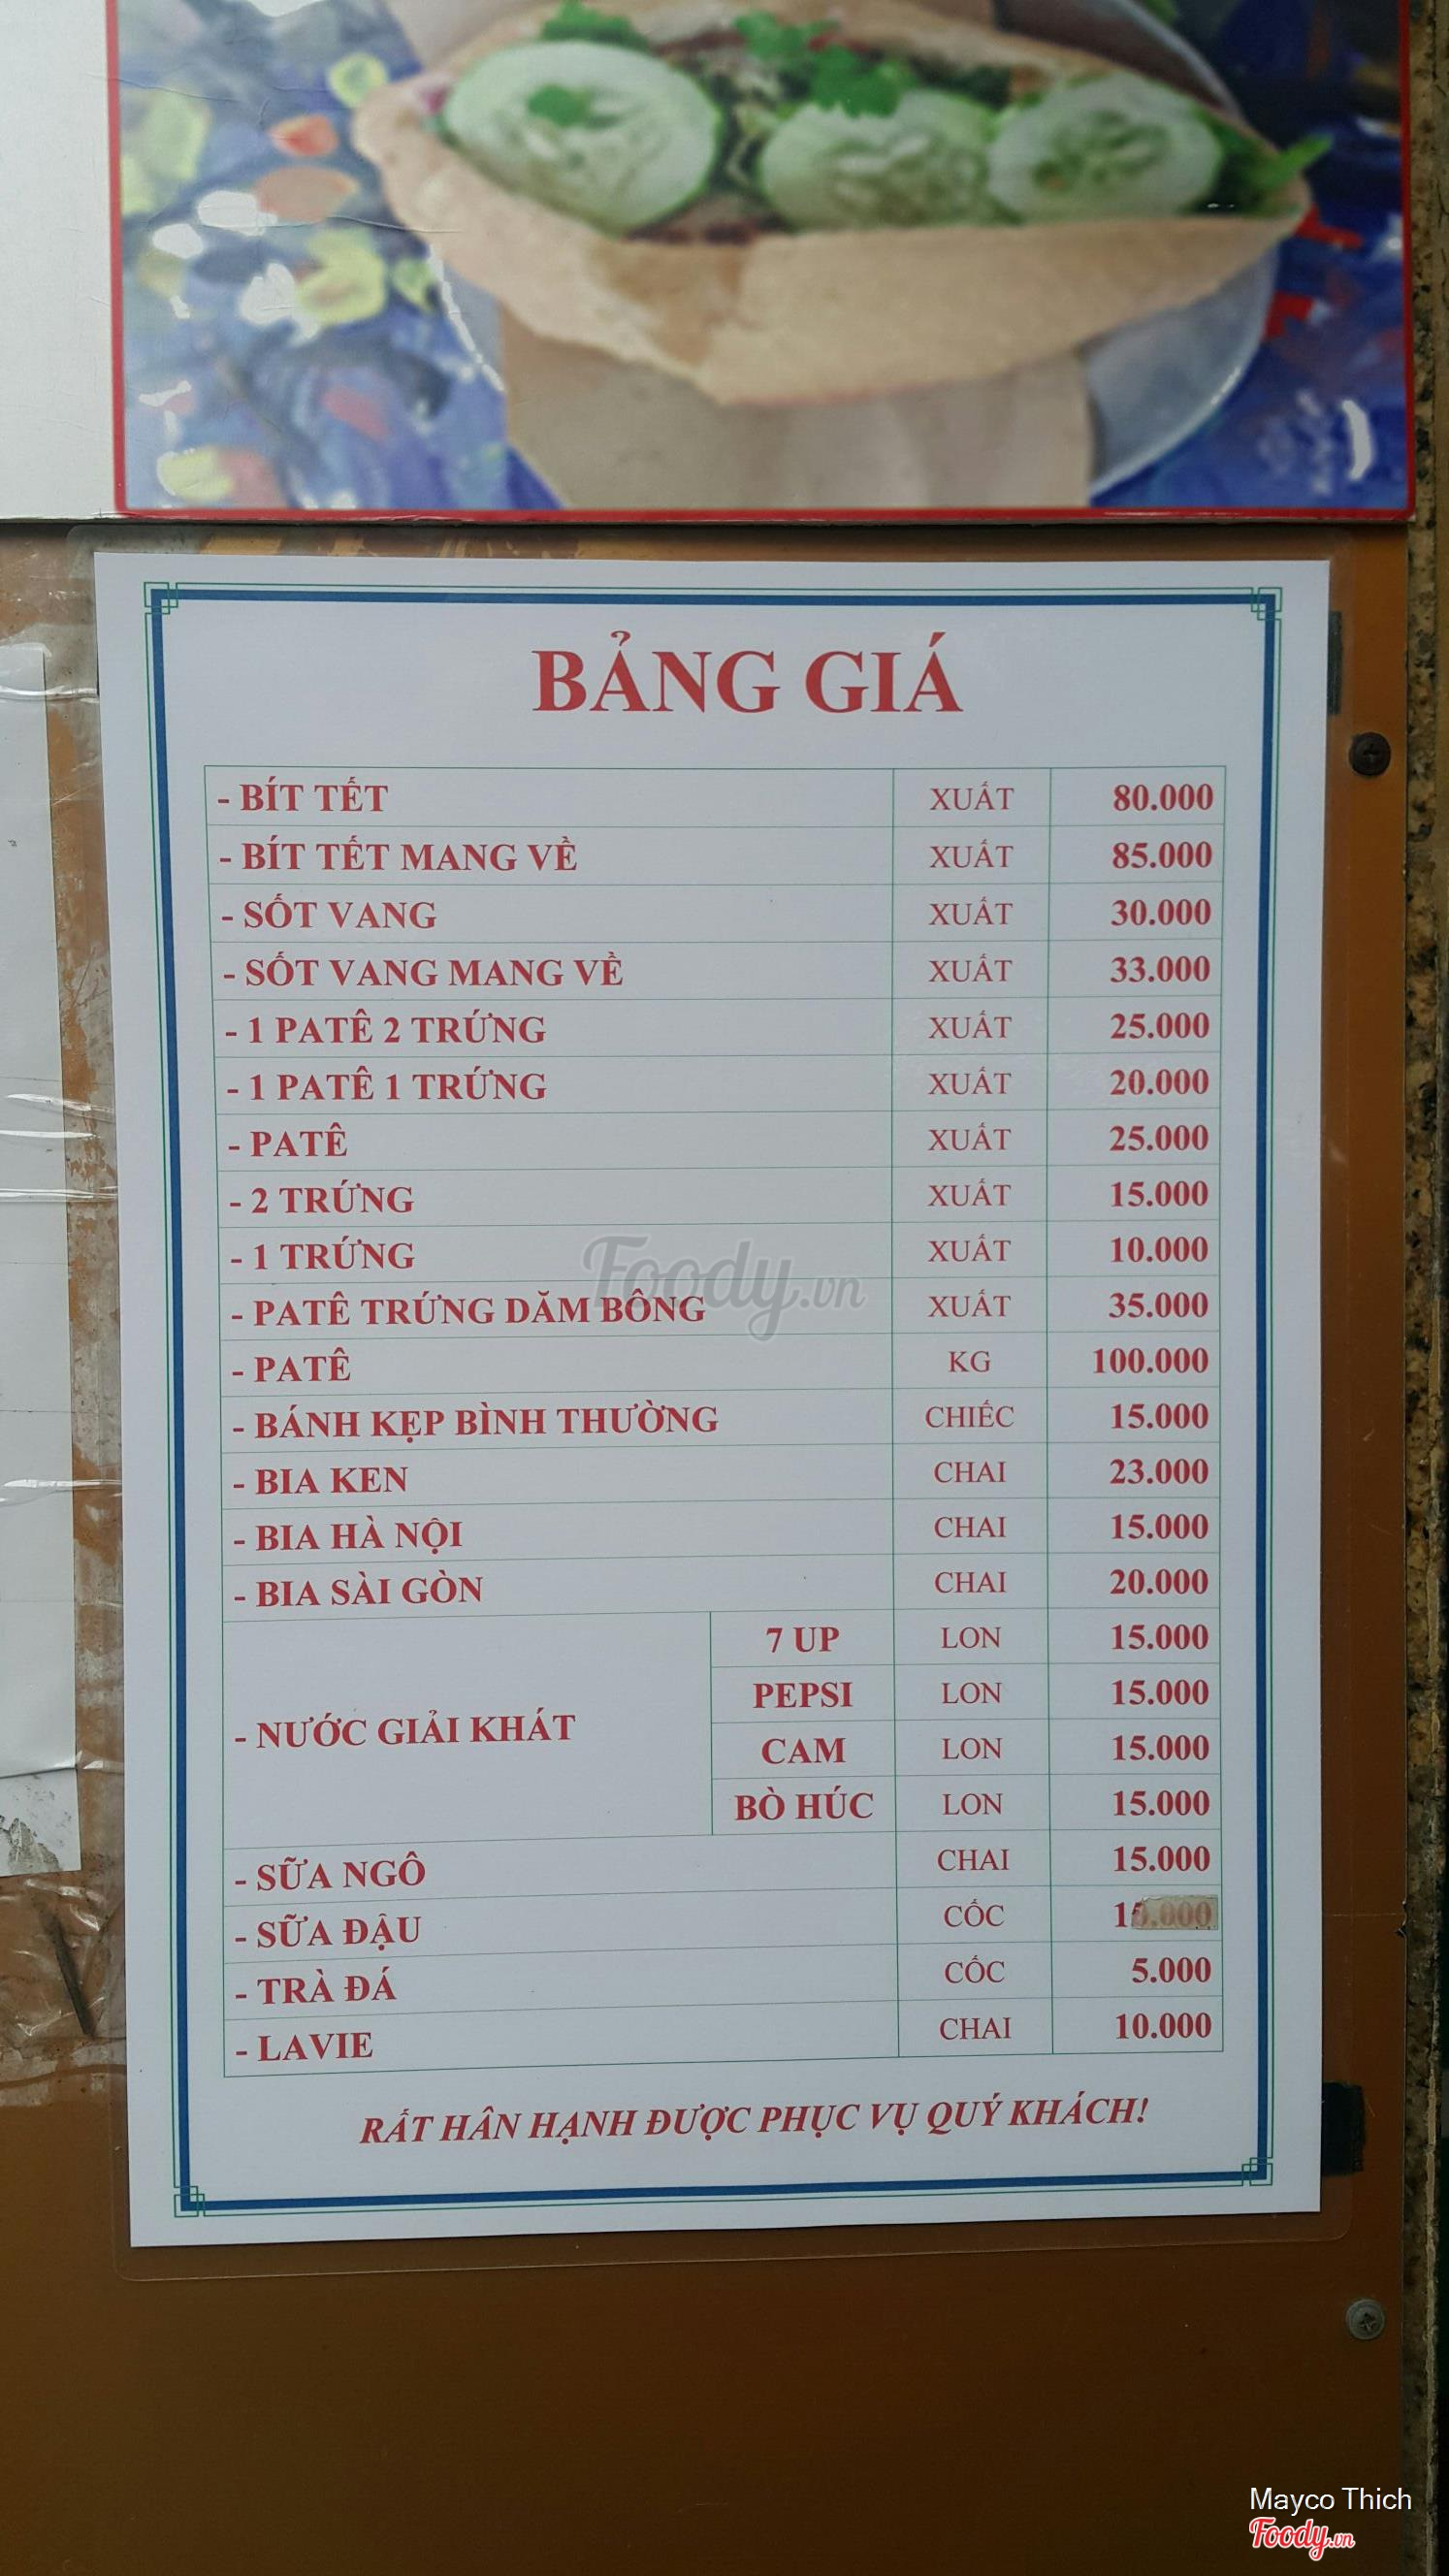 BẢNG GIÁ
- BÍT TẾT XUẤT 80.000
- BÍT TẾT MANG VỀ XUẤT 85.000
- SỐT VANG XUẤT 30.000
- SỐT VANG MANG VỀ XUẤT 33.000
- 1 PATÊ 2 TRỨNG XUẤT 25.000
- 1 PATÊ 1 TRỨNG XUẤT 20.000
- PATÊ XUẤT 25.000
- 2 TRỨNG XUẤT 15.000
- 1 TRỨNG XUẤT 10.000
- PATÊ TRỨNG DĂM BÔNG XUẤT 35.000
- PATÊ KG 100.000
- BÁNH KẸP BÌNH THƯỜNG CHIẾC 15.000
- BIA KEN CHAI 23.000
- BIA HÀ NỘI CHAI 15.000
- BIA SÀI GÒN CHAI 20.000
- NƯỚC GIẢI KHÁT
7 UP LON 15.000
PEPSI LON 15.000
CAM LON 15.000
BÒ HÚC LON 15.000
- SỮA NGÔ CHAI 15.000
- SỮA ĐẬU CỐC
- TRÀ ĐÁ CỐC 5.000
- LAVIE CHAI 10.000
RẤT HÂN HẠNH ĐƯỢC PHỤC VỤ QUÝ KHÁCH!
Foody.vn
Mayco Thich
Foody.vn